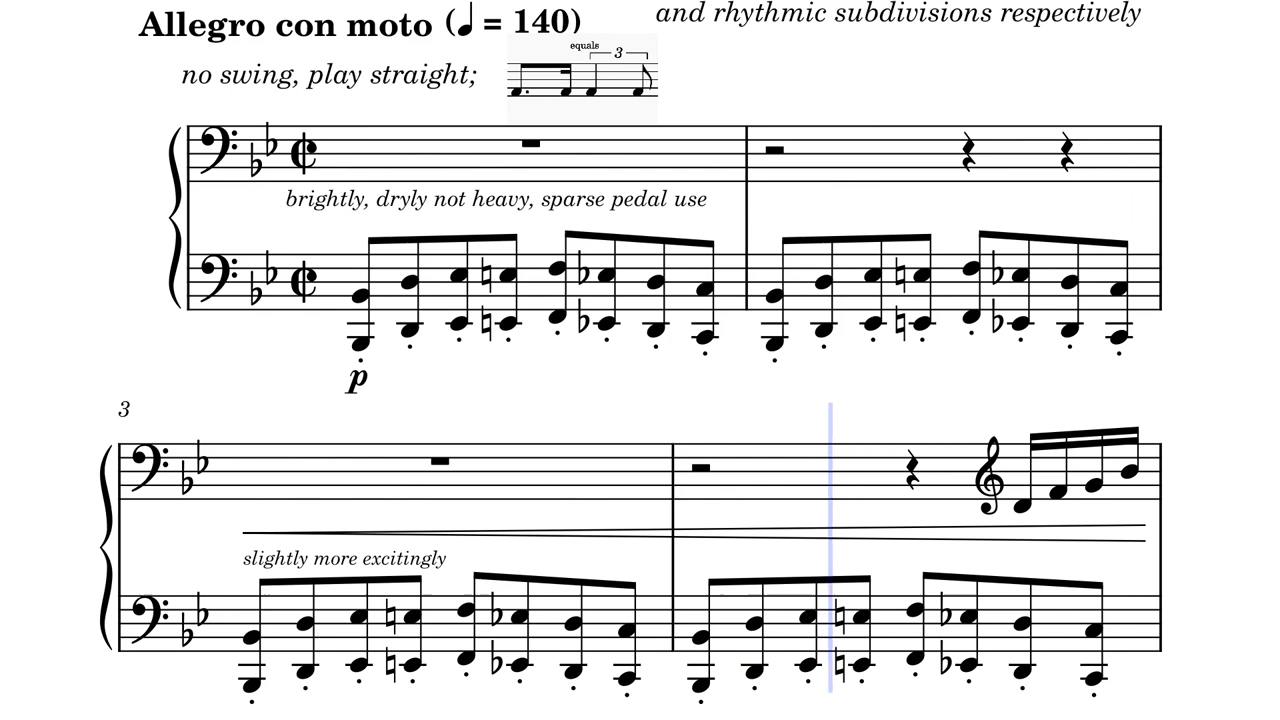 and rhythmic subdivisions respectively
Allegro con moto (♩ = 140)
equals
3
no swing, play straight;
brightly, dryly not heavy, sparse pedal use
p
3
slightly more excitingly